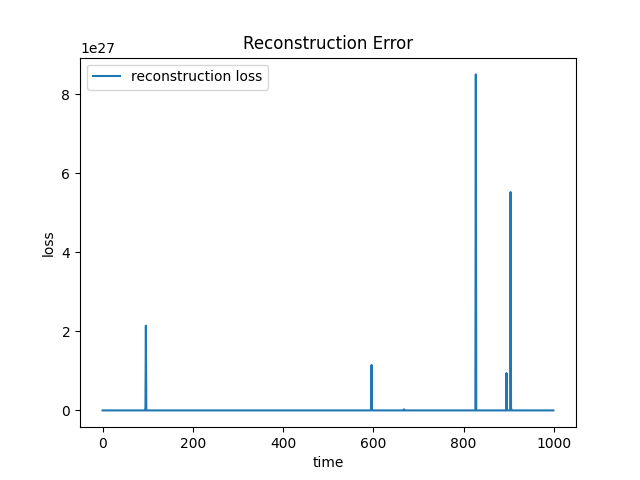 Reconstruction Error
1e27
reconstruction loss
8
6
4
2
0
loss
0 200 400 600 800 1000
time